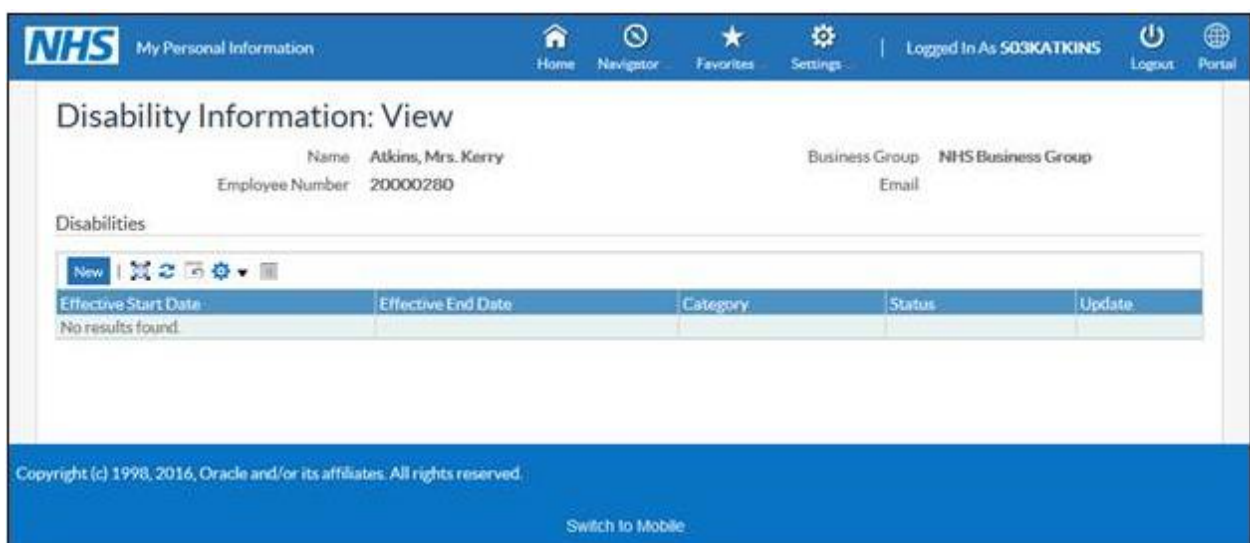 NHS My Personal Information Home Navigator Favorites Settings Logged In As S03KATKINS Logout Portal
Disability Information: View
Name Atkins, Mrs. Kerry Business Group NHS Business Group
Employee Number 20000280 Email
Disabilities
New
Effective Start Date Effective End Date Category Status Update
No results found.
Copyright (c) 1998, 2016, Oracle and/or its affiliates. All rights reserved.
Switch to Mobile